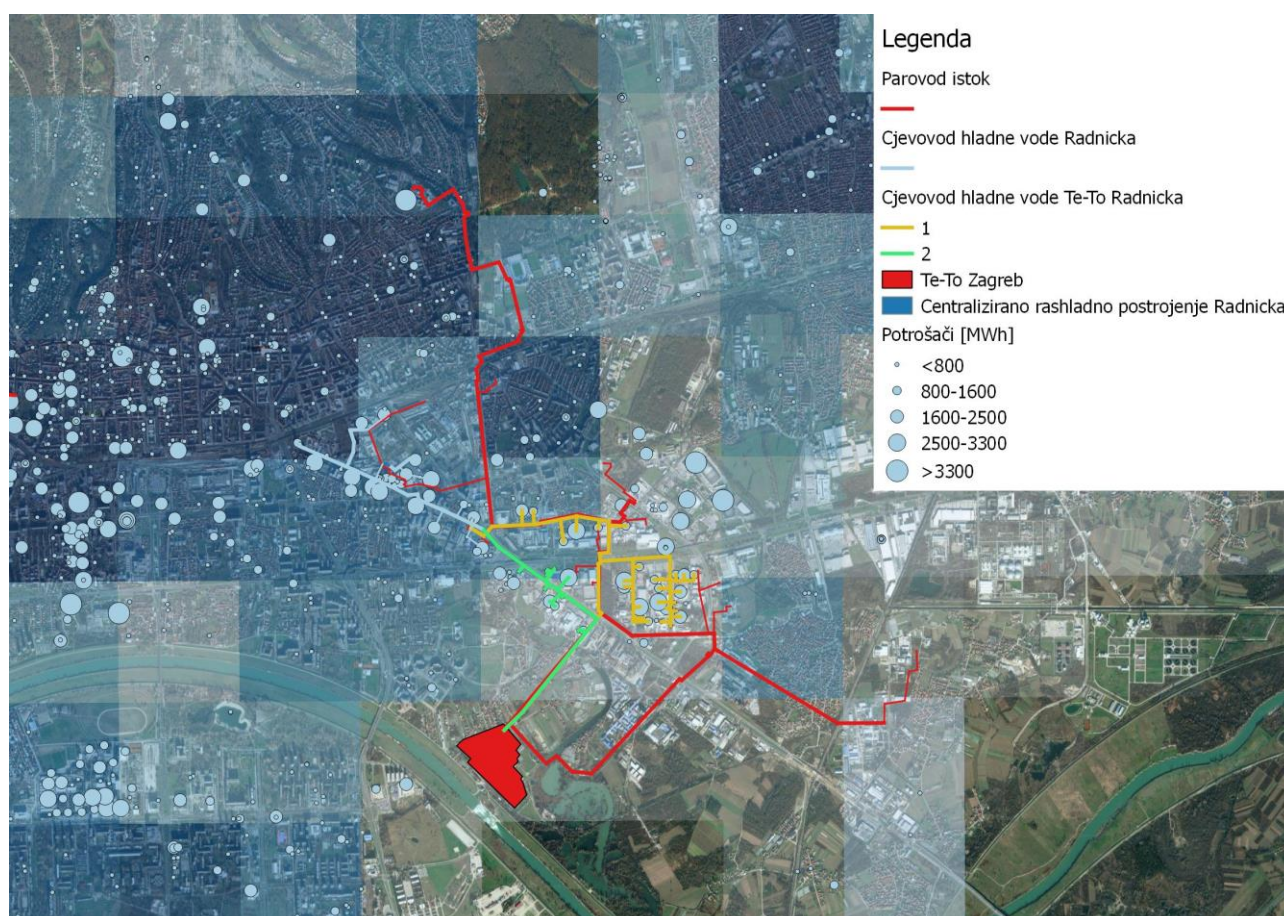 Legenda
Parovod istok
Cjevovod hladne vode Radnicka
Cjevovod hladne vode Te-To Radnicka
1
2
Te-To Zagreb
Centralizirano rashladno postrojenje Radnicka
Potrošači [MWh]
<800
800-1600
1600-2500
2500-3300
>3300